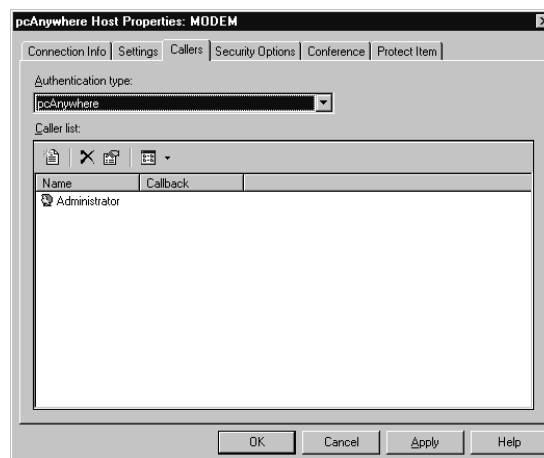 pcAnywhere Host Properties: MODEM
Connection Info Settings Callers Security Options Conference Protect Item
Authentication type:
pcAnywhere
Caller list:
Name Callback
Administrator
OK Cancel Apply Help